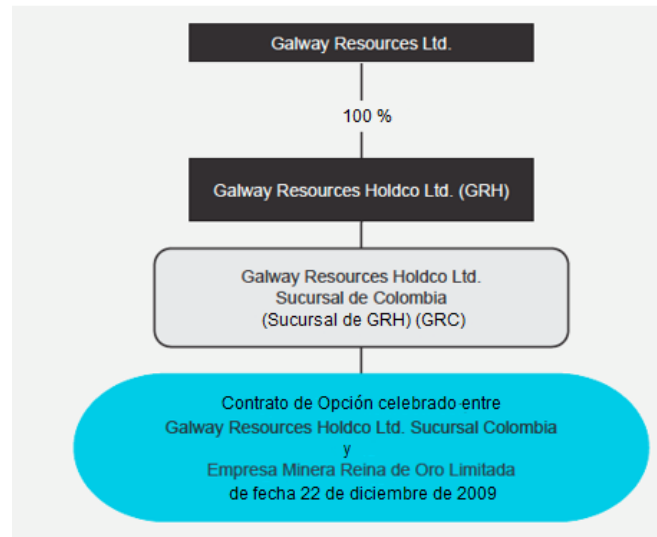 Galway Resources Ltd.
100 %
Galway Resources Holdco Ltd. (GRH)
Galway Resources Holdco Ltd.
Sucursal de Colombia
(Sucursal de GRH) (GRC)
Contrato de Opción celebrado entre
Galway Resources Holdco Ltd. Sucursal Colombia
y
Empresa Minera Reina de Oro Limitada
de fecha 22 de diciembre de 2009